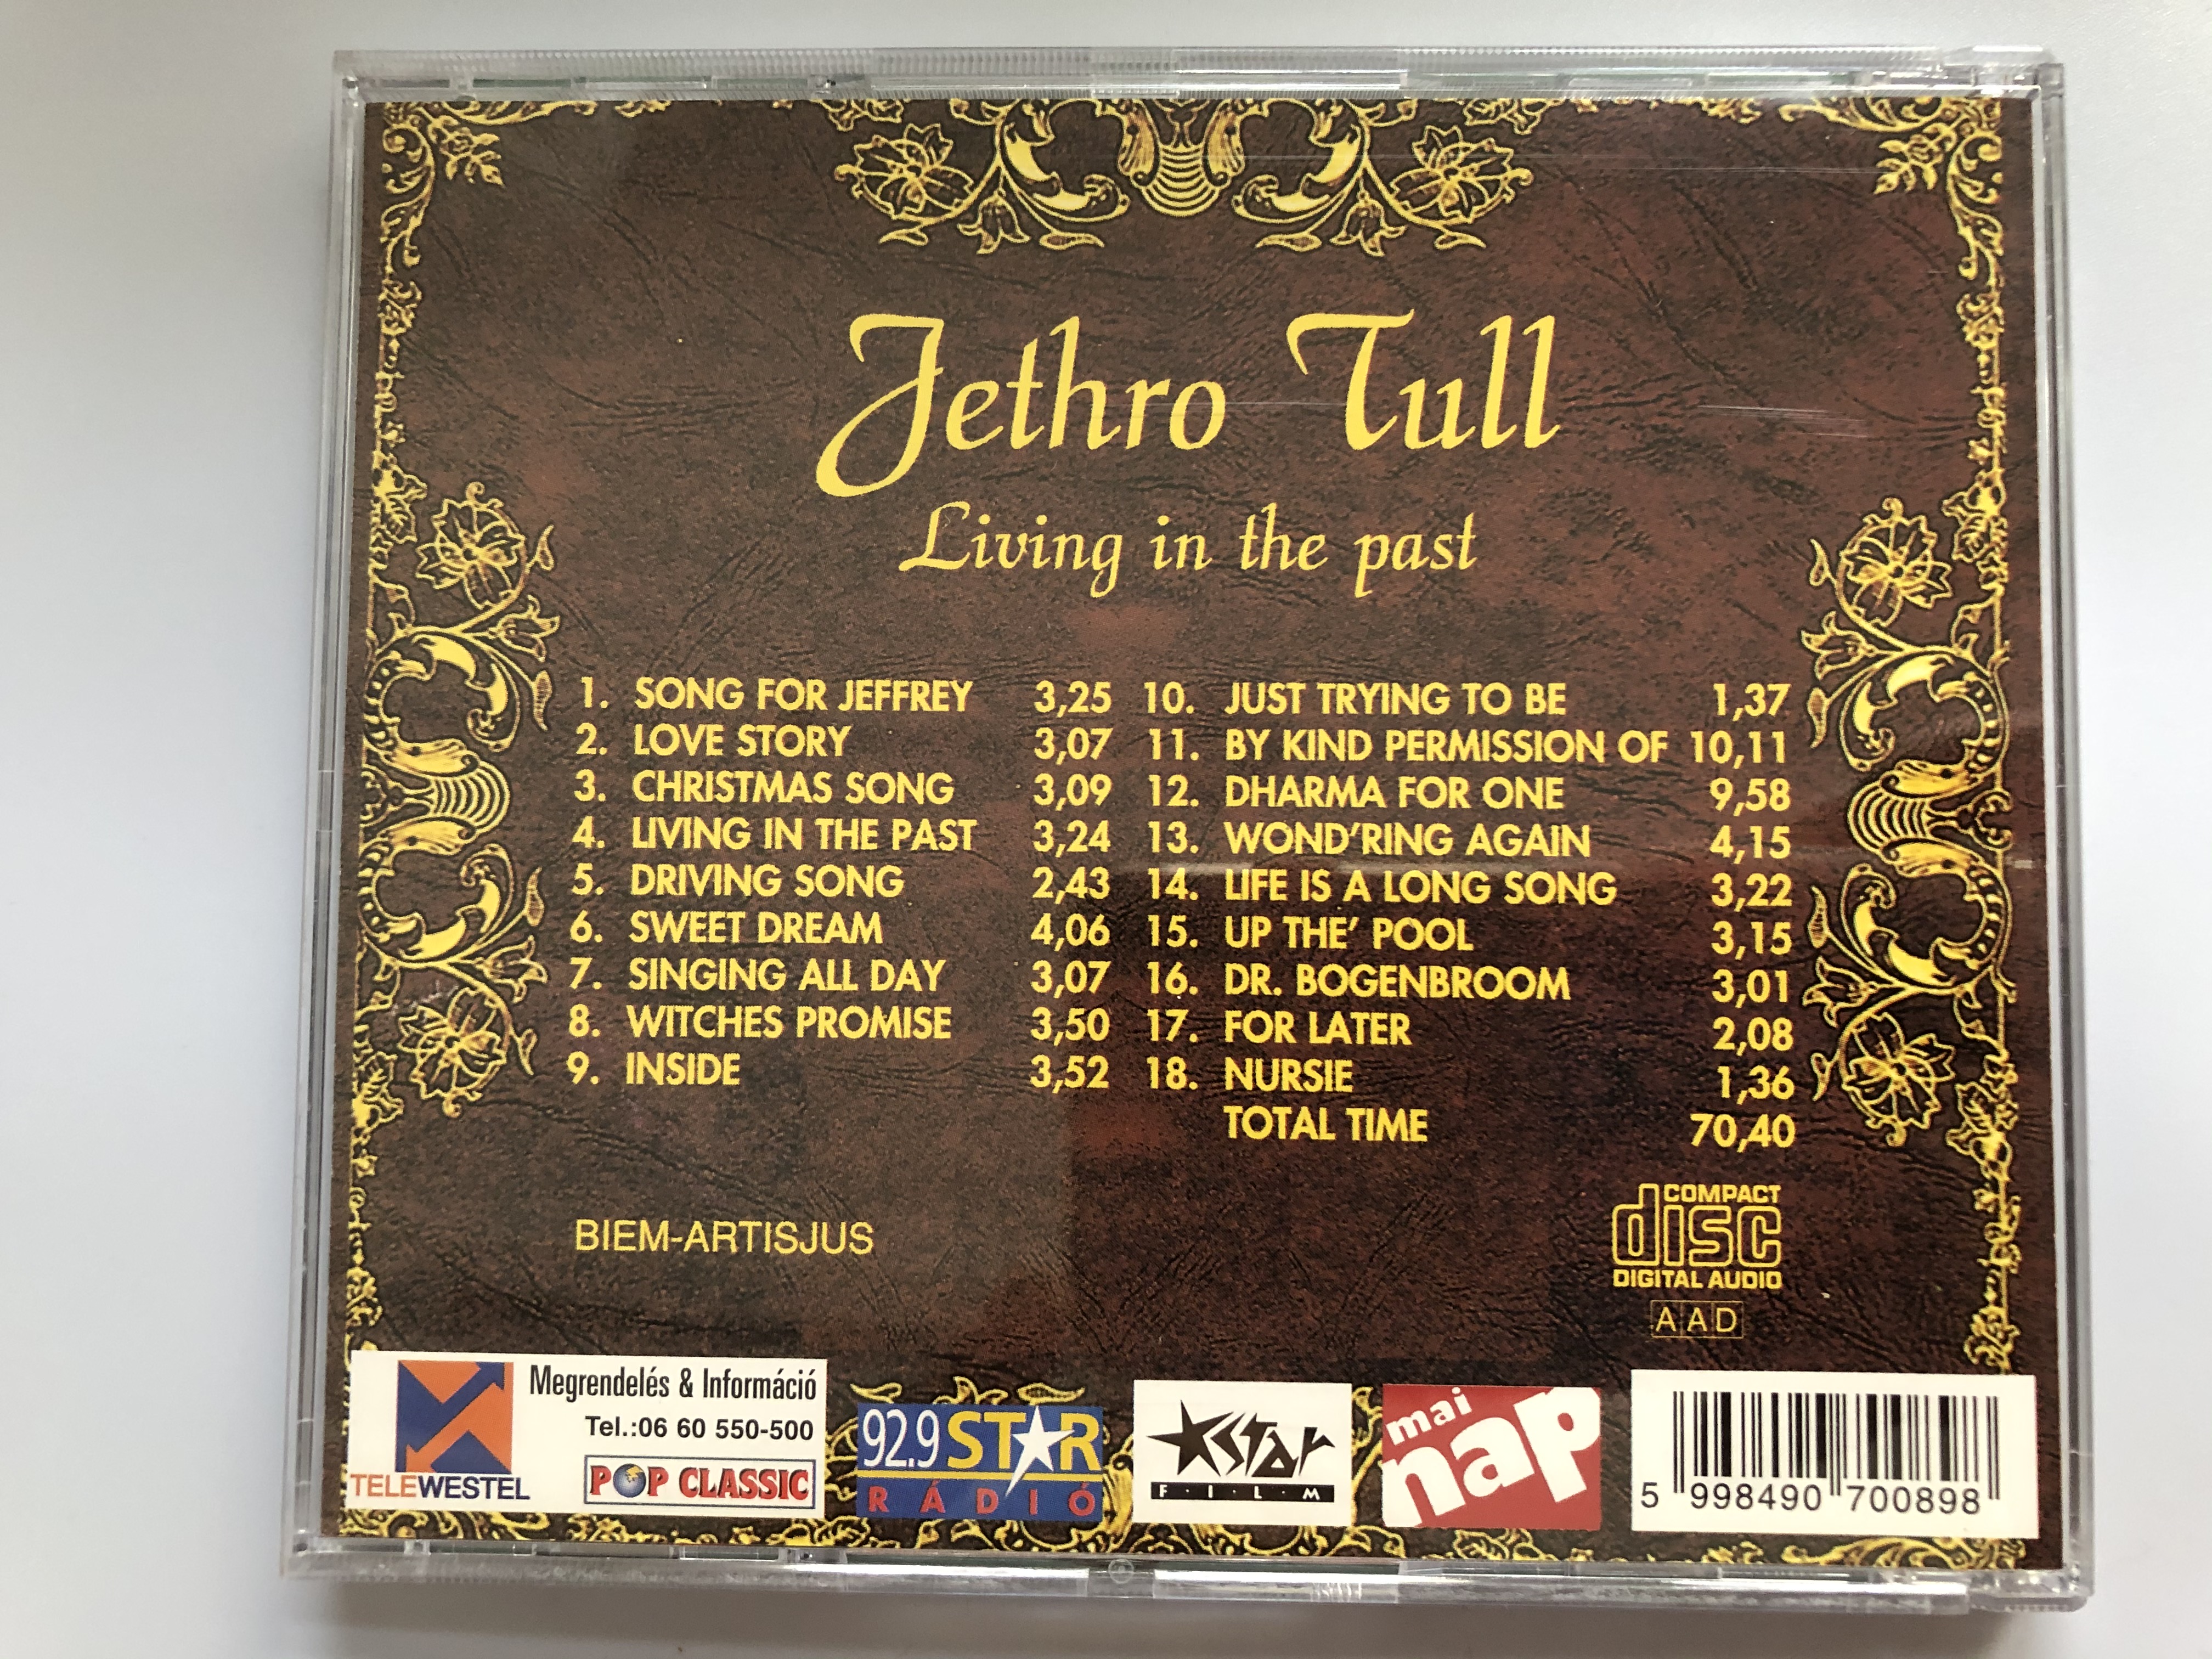 Jethro Tull
Living in the past
1. SONG FOR JEFFREY 3,25
2. LOVE STORY 3,07
3. CHRISTMAS SONG 3,09
4. LIVING IN THE PAST 3,24
5. DRIVING SONG 2,43
6. SWEET DREAM 4,06
7. SINGING ALL DAY 3,07
8. WITCHES PROMISE 3,50
9. INSIDE 3,52
10. JUST TRYING TO BE 1,37
11. BY KIND PERMISSION OF 10,11
12. DHARMA FOR ONE 9,58
13. WOND'RING AGAIN 4,15
14. LIFE IS A LONG SONG 3,22
15. UP THE' POOL 3,15
16. DR. BOGENBROOM 3,01
17. FOR LATER 2,08
18. NURSIE 1,36
TOTAL TIME 70,40
BIEM-ARTISJUS
COMPACT
disc
DIGITAL AUDIO
AAD
Megrendelés & Információ
Tel.:06 60 550-500
TELEWESTEL
POP CLASSIC
92.9 STAR
RÁDIÓ
Star
F·I·L·M
mai
nap
5 998490 700898